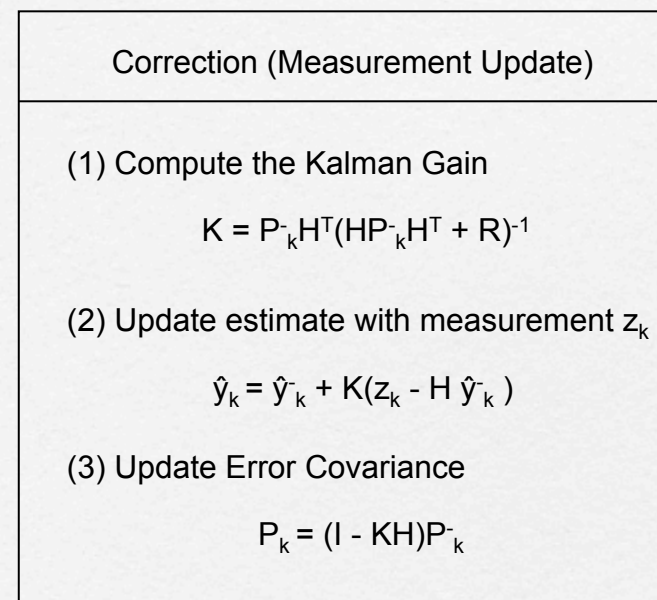 Correction (Measurement Update)
(1) Compute the Kalman Gain
K = P⁻ₖHᵀ(HP⁻ₖHᵀ + R)⁻¹
(2) Update estimate with measurement zₖ
ŷₖ = ŷ⁻ₖ + K(zₖ - H ŷ⁻ₖ )
(3) Update Error Covariance
Pₖ = (I - KH)P⁻ₖ